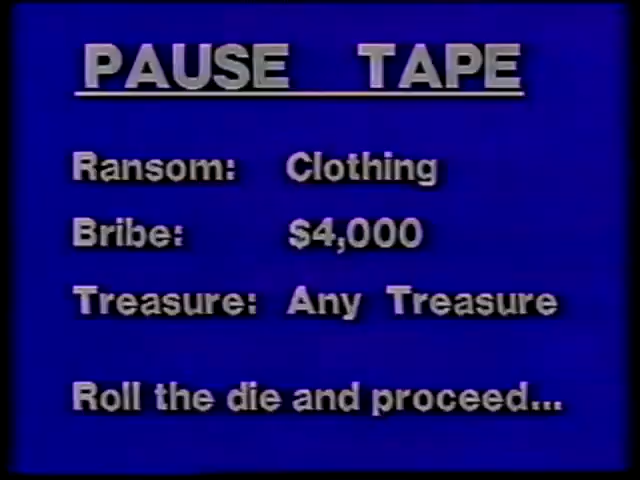 PAUSE TAPE
Ransom: Clothing
Bribe: $4,000
Treasure: Any Treasure
Roll the die and proceed...